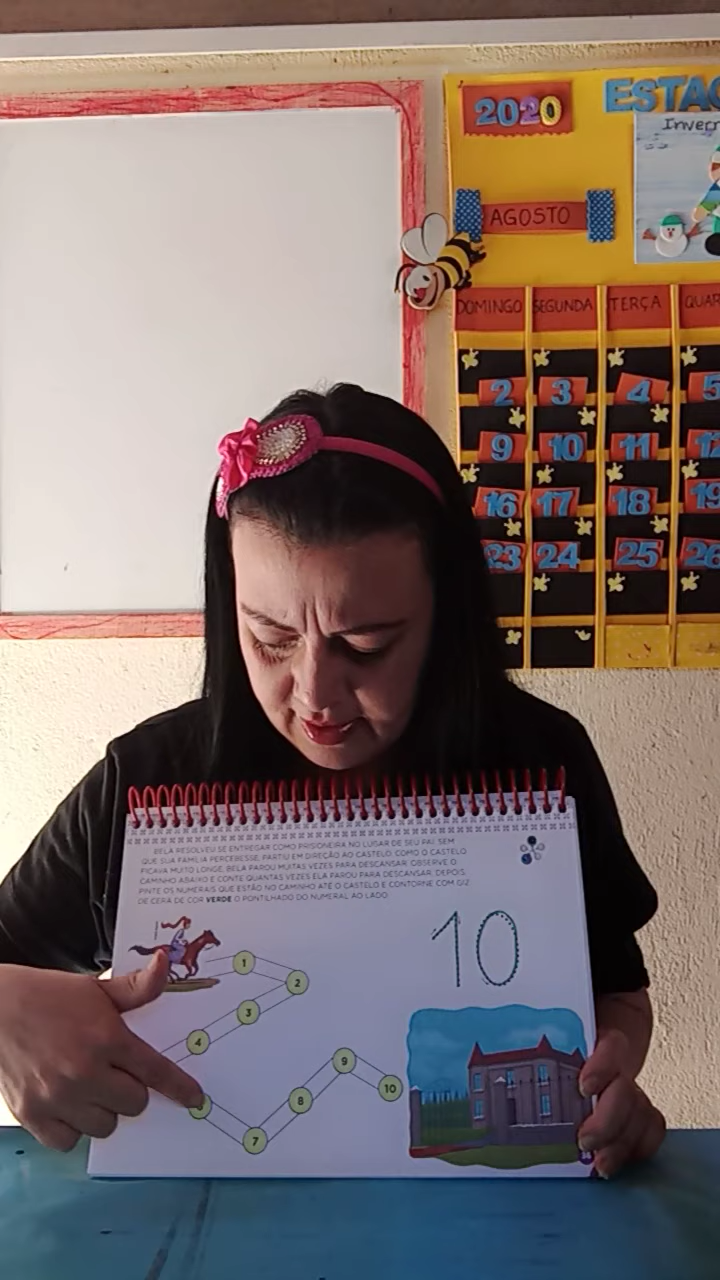 2020
ESTAÇ
Invern
AGOSTO
DOMINGO SEGUNDA TERÇA QUAR
2 3 4 5
9 10 11 12
16 17 18 19
23 24 25 26
BELA RESOLVEU SE ENTREGAR COMO PRISIONEIRA NO LUGAR DE SEU PAI. SEM
QUE SUA FAMÍLIA PERCEBESSE, PARTIU EM DIREÇÃO AO CASTELO. COMO O CASTELO
FICAVA MUITO LONGE, BELA PAROU MUITAS VEZES PARA DESCANSAR. OBSERVE O
CAMINHO ABAIXO E CONTE QUANTAS VEZES ELA PAROU PARA DESCANSAR. DEPOIS,
PINTE OS NUMERAIS QUE ESTÃO NO CAMINHO ATÉ O CASTELO E CONTORNE COM GIZ
DE CERA DE COR VERDE O PONTILHADO DO NUMERAL AO LADO.
10
1
2
3
4
7
8
9
10